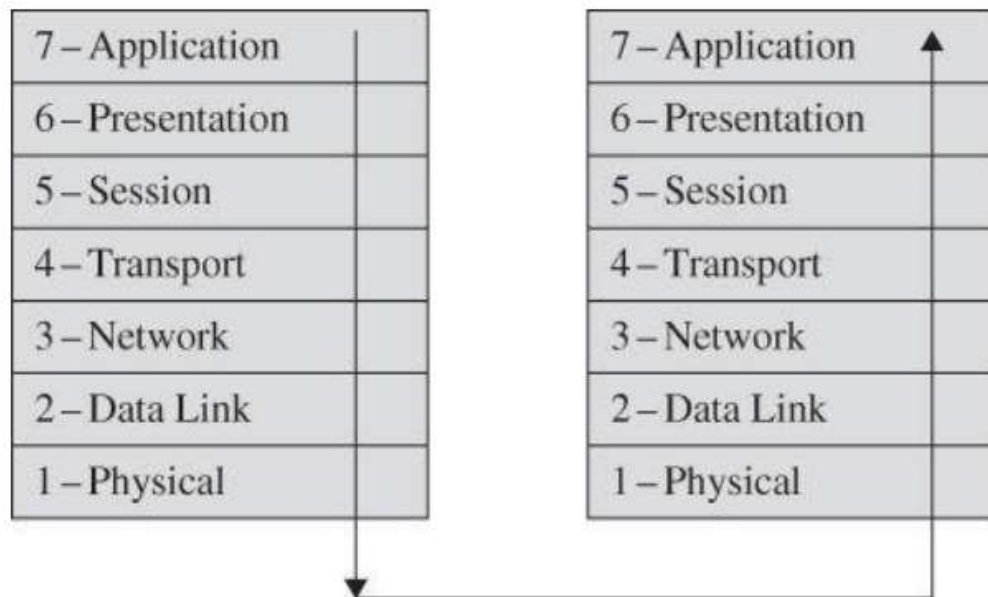 7 – Application
6 – Presentation
5 – Session
4 – Transport
3 – Network
2 – Data Link
1 – Physical
7 – Application
6 – Presentation
5 – Session
4 – Transport
3 – Network
2 – Data Link
1 – Physical